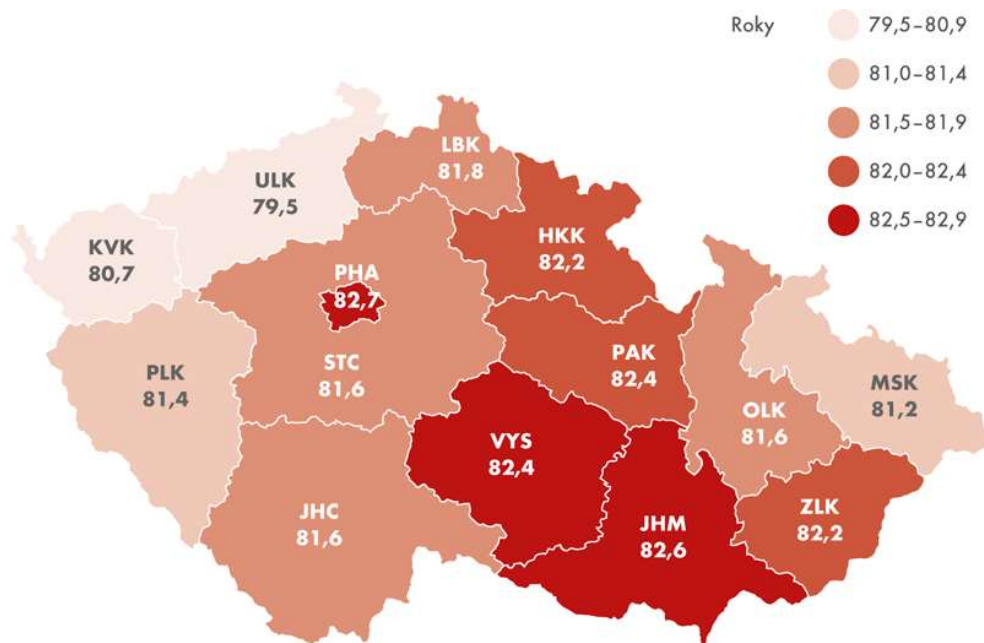 Roky
79,5–80,9
81,0–81,4
81,5–81,9
82,0–82,4
82,5–82,9
LBK
81,8
ULK
79,5
KVK
80,7
HKK
82,2
PHA
82,7
PLK
81,4
STC
81,6
PAK
82,4
MSK
81,2
OLK
81,6
VYS
82,4
JHC
81,6
JHM
82,6
ZLK
82,2